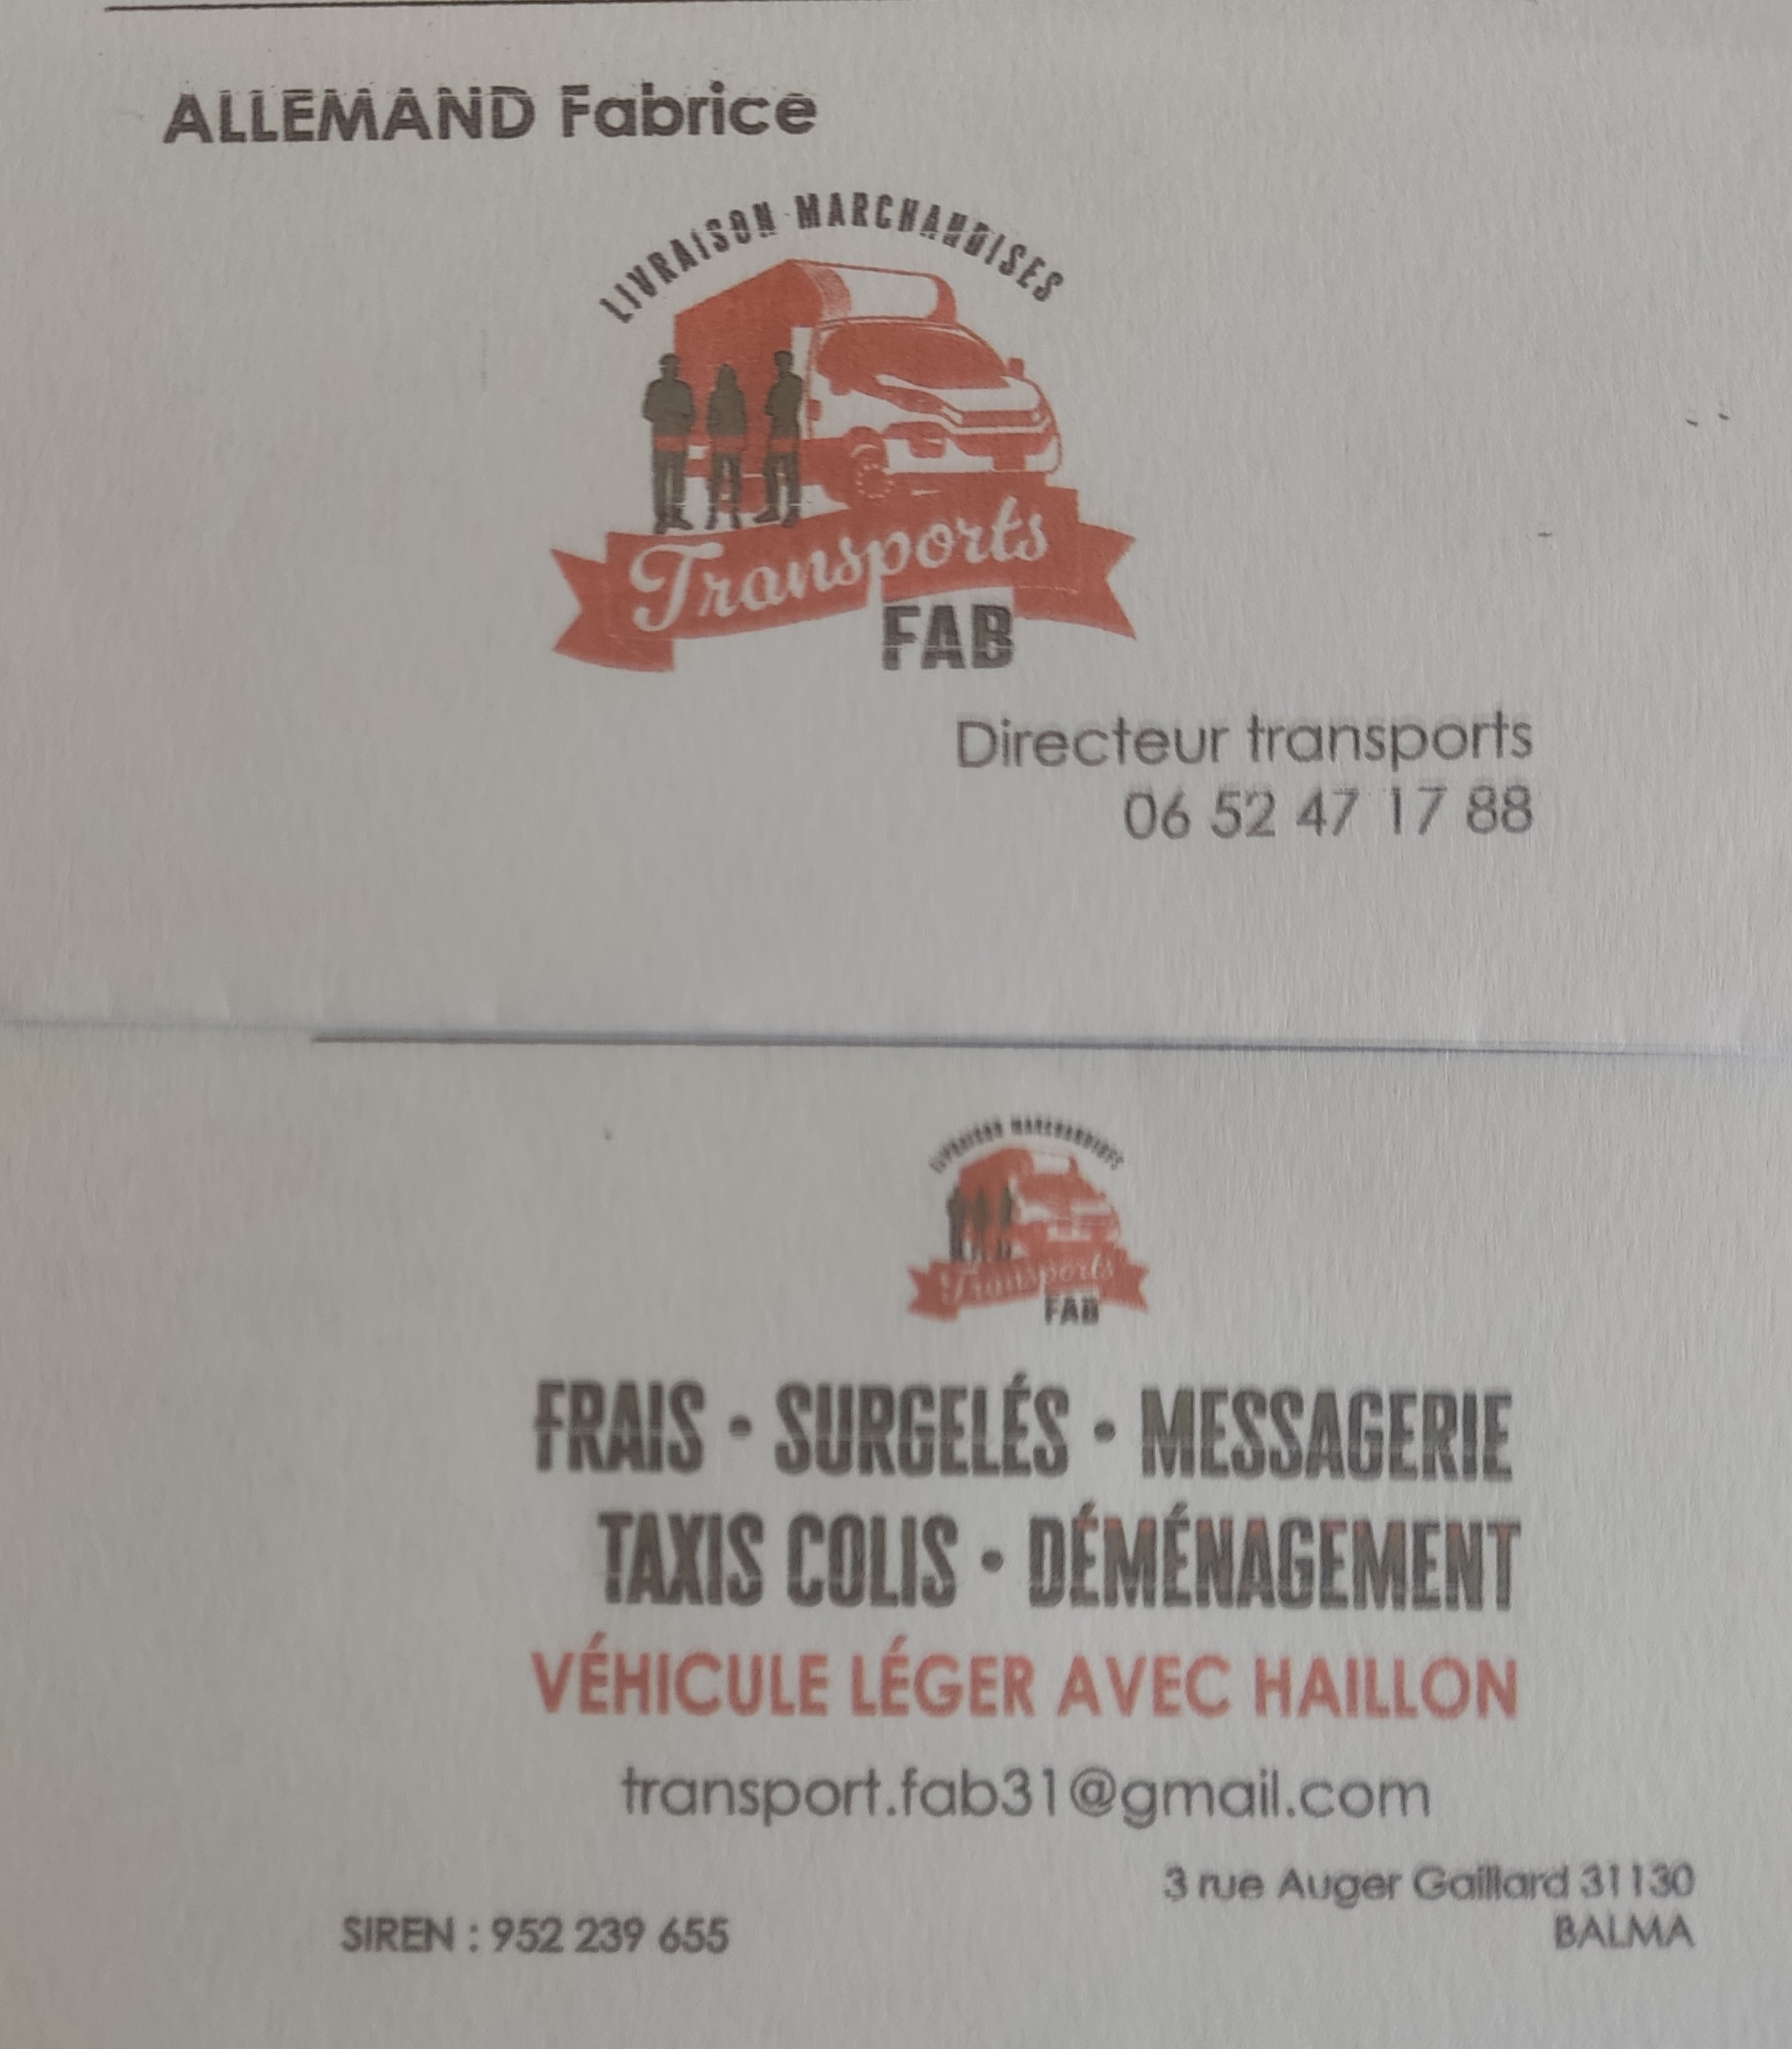 ALLEMAND Fabrice
LIVRAISON MARCHANDISES
Transports
FAB
Directeur transports
06 52 47 17 88
LIVRAISON MARCHANDISES
Transports
FAB
FRAIS • SURGELÉS • MESSAGERIE
TAXIS COLIS • DÉMÉNAGEMENT
VÉHICULE LÉGER AVEC HAILLON
transport.fab31@gmail.com
3 rue Auger Gaillard 31130
BALMA
SIREN : 952 239 655